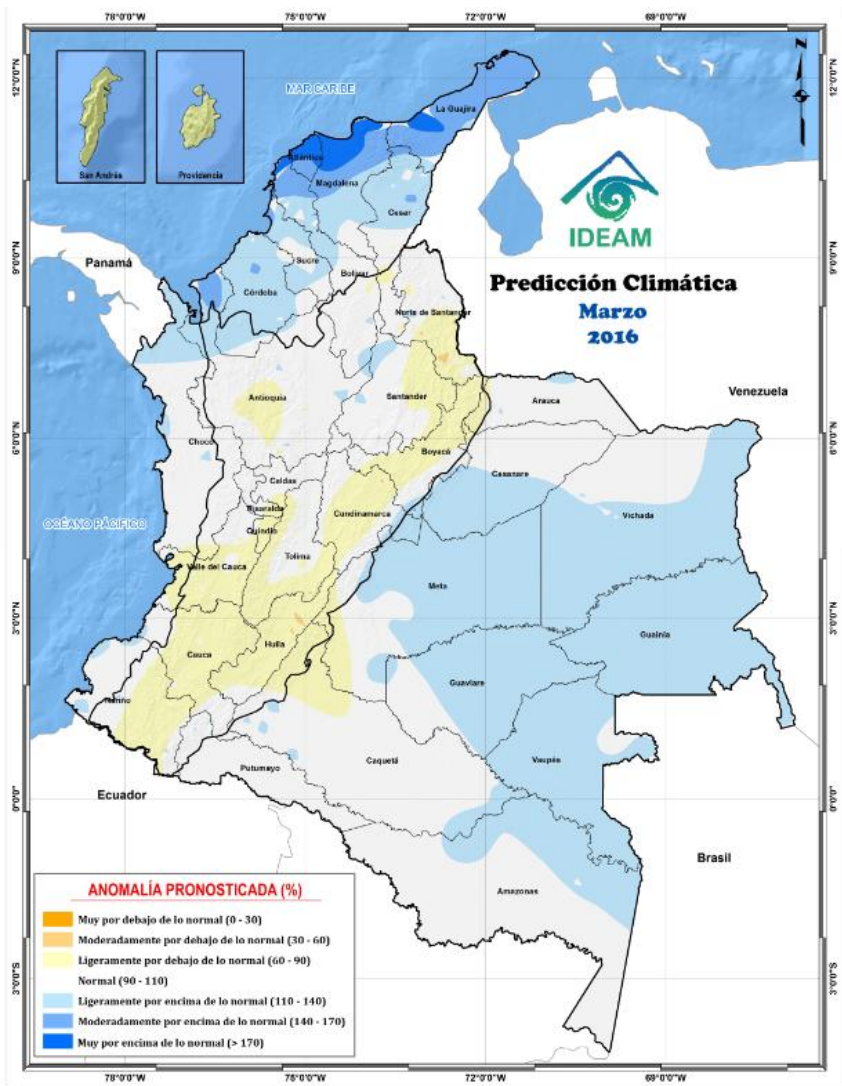 78°0'0"W 75°0'0"W 72°0'0"W 69°0'0"W
12°0'0"N
9°0'0"N
6°0'0"N
3°0'0"N
0°0'0"
3°0'0"S
San Andrés
Providencia
MAR CARIBE
N
La Guajira
Atlántico
Magdalena
Cesar
IDEAM
Panamá
Sucre
Bolívar
Córdoba
Predicción Climática
Marzo
2016
Norte de Santander
Venezuela
Antioquia
Santander
Arauca
Chocó
Boyacá
Casanare
Caldas
Risaralda
Cundinamarca
Vichada
OCÉANO PACÍFICO
Quindío
Tolima
Valle del Cauca
Meta
Guainía
Cauca
Huila
Guaviare
Nariño
Caquetá
Vaupés
Putumayo
Ecuador
Brasil
Amazonas
ANOMALÍA PRONOSTICADA (%)
Muy por debajo de lo normal (0 - 30)
Moderadamente por debajo de lo normal (30 - 60)
Ligeramente por debajo de lo normal (60 - 90)
Normal (90 - 110)
Ligeramente por encima de lo normal (110 - 140)
Moderadamente por encima de lo normal (140 - 170)
Muy por encima de lo normal (> 170)
12°0'0"N
9°0'0"N
6°0'0"N
3°0'0"N
0°0'0"
3°0'0"S
78°0'0"W 75°0'0"W 72°0'0"W 69°0'0"W